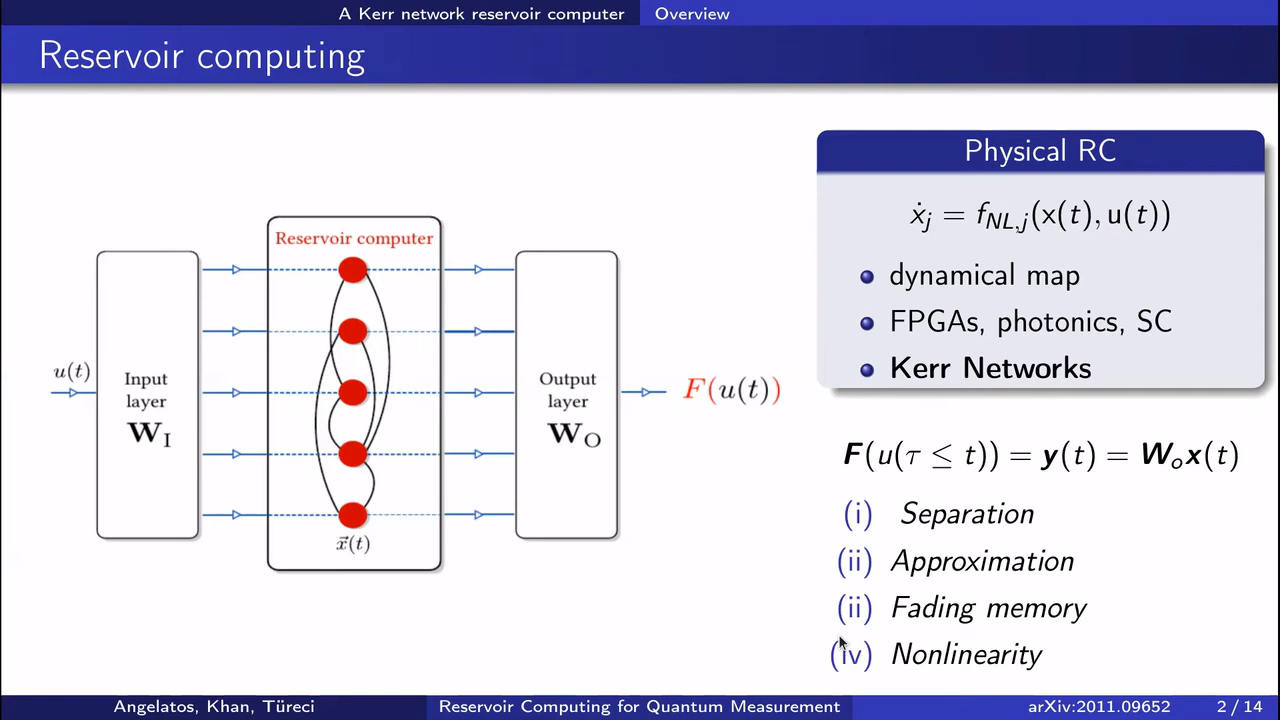 A Kerr network reservoir computer Overview
Reservoir computing
Reservoir computer
u(t)
Input
layer
W_I
x⃗(t)
Output
layer
W_O
F(u(t))
Physical RC
ẋ_j = f_{NL,j}(x(t), u(t))
dynamical map
FPGAs, photonics, SC
Kerr Networks
F(u(τ ≤ t)) = y(t) = W_o x(t)
(i) Separation
(ii) Approximation
(ii) Fading memory
(iv) Nonlinearity
Angelatos, Khan, Türeci Reservoir Computing for Quantum Measurement arXiv:2011.09652 2 / 14